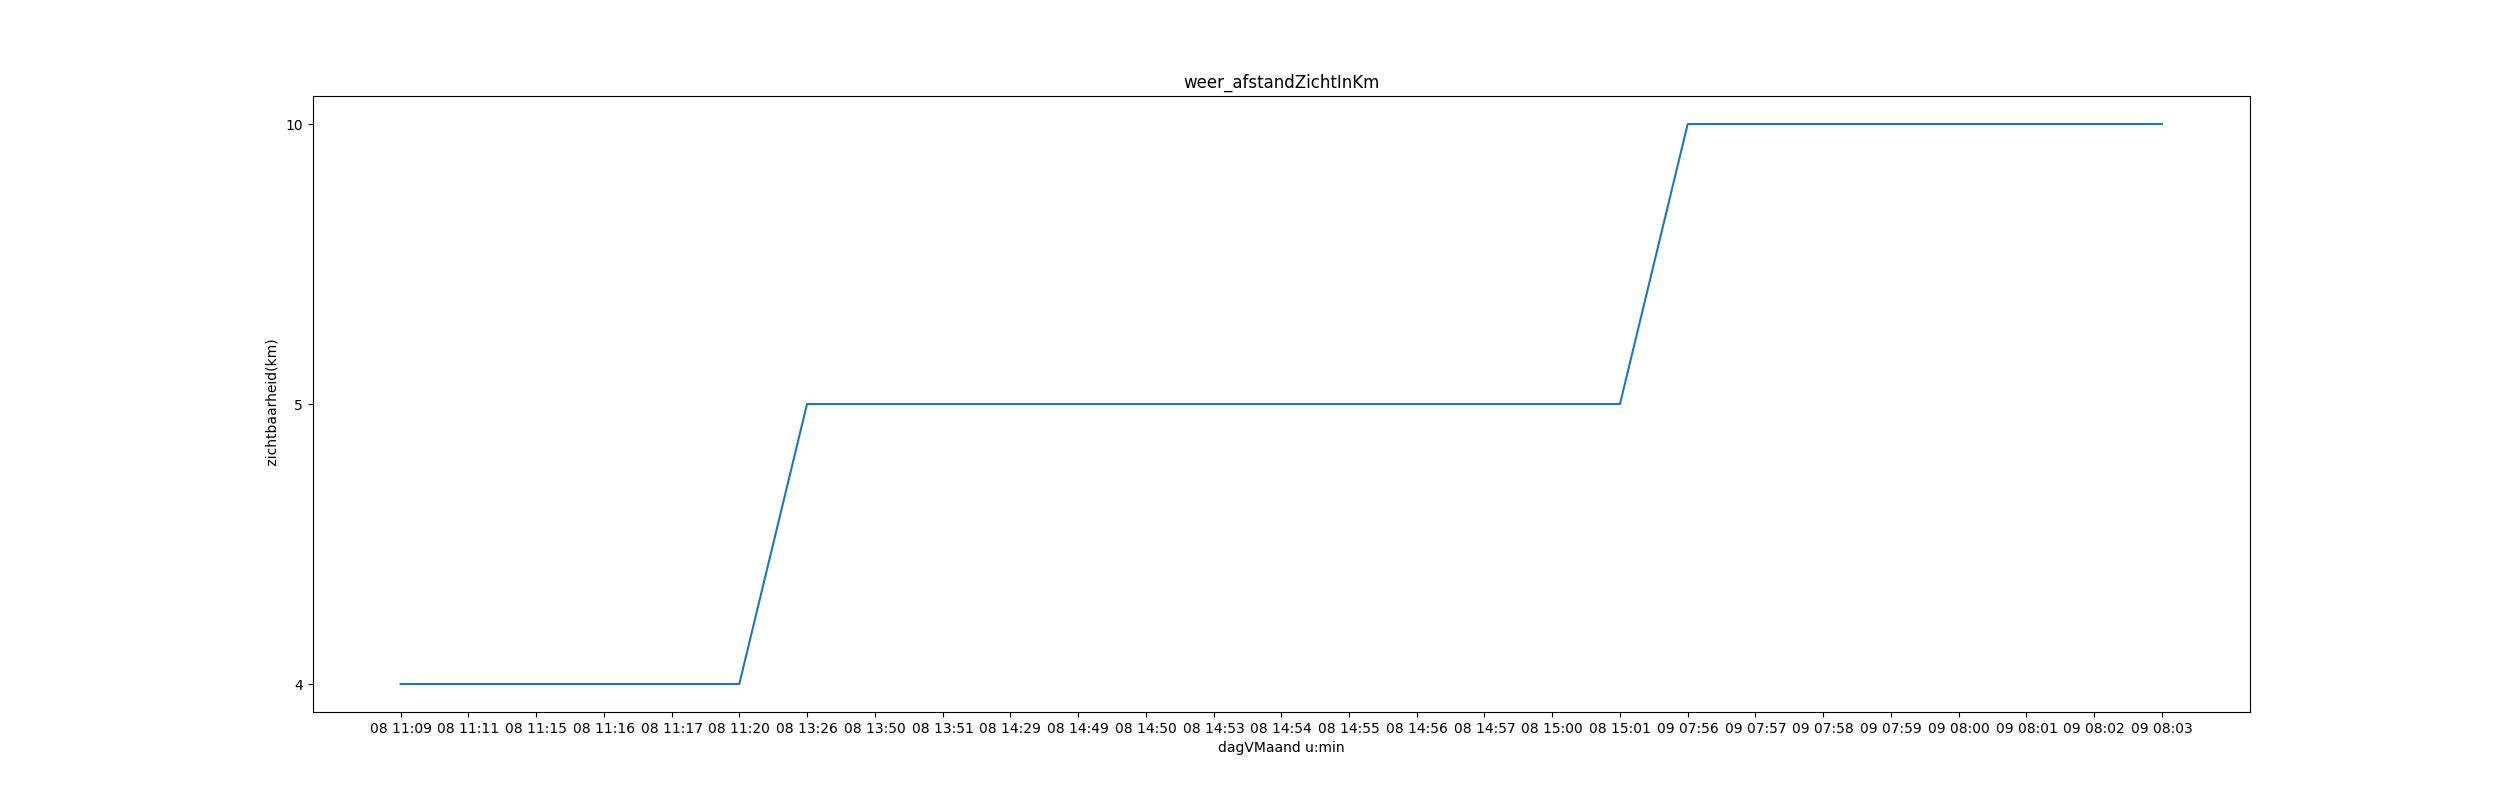 weer_afstandZichtInKm
zichtbaarheid(km)
10
5
4
08 11:09 08 11:11 08 11:15 08 11:16 08 11:17 08 11:20 08 13:26 08 13:50 08 13:51 08 14:29 08 14:49 08 14:50 08 14:53 08 14:54 08 14:55 08 14:56 08 14:57 08 15:00 08 15:01 09 07:56 09 07:57 09 07:58 09 07:59 09 08:00 09 08:01 09 08:02 09 08:03
dagVMaand u:min